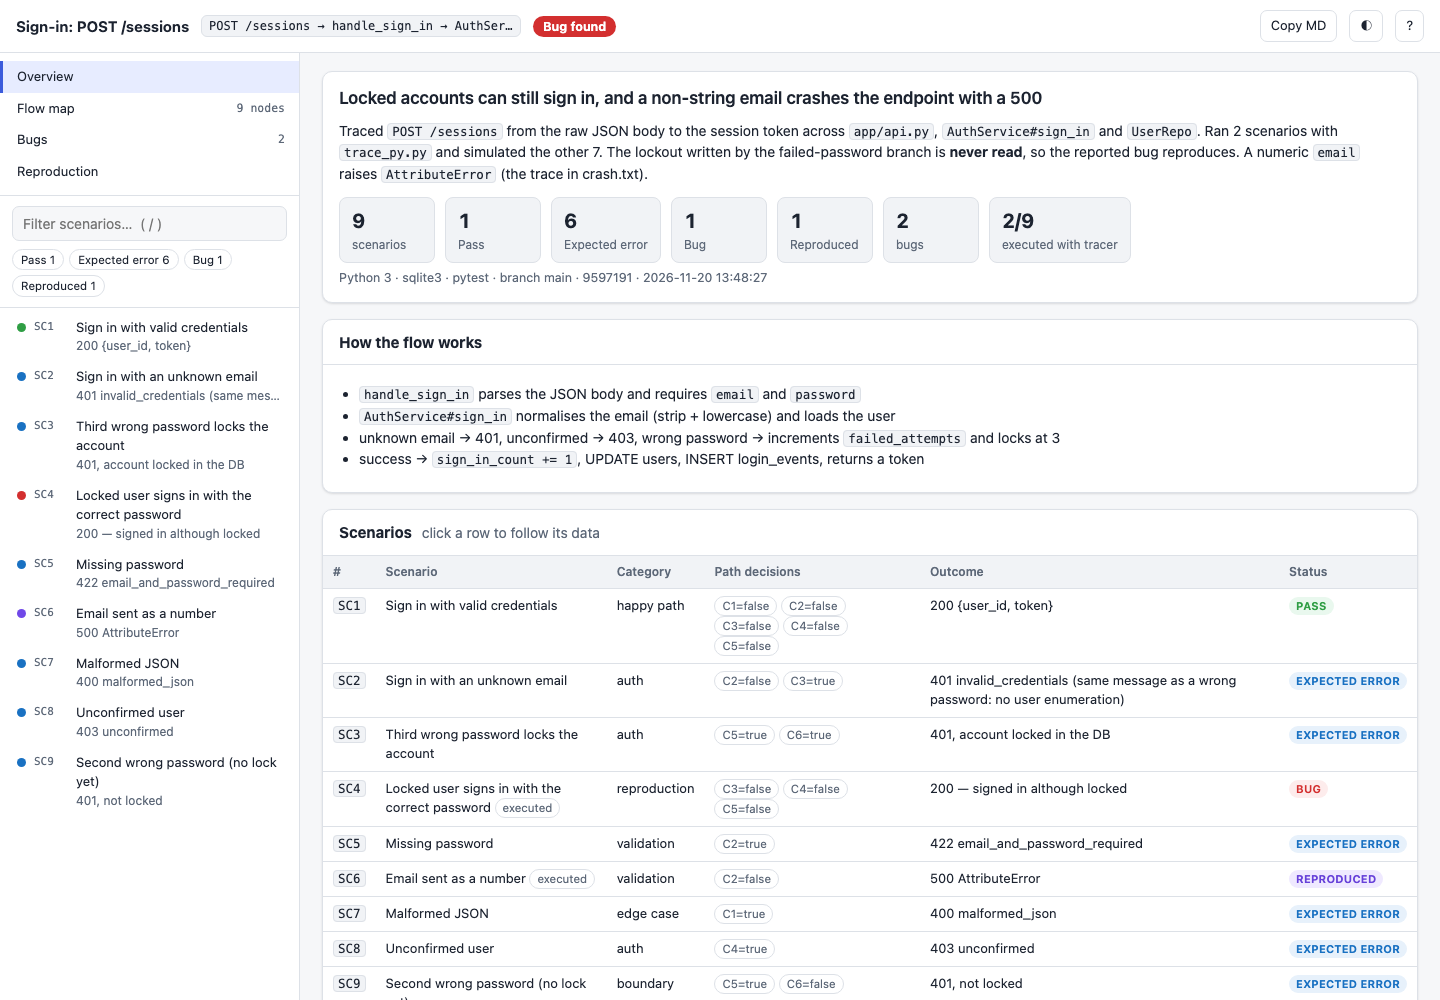 Sign-in: POST /sessions
POST /sessions → handle_sign_in → AuthSer…
Bug found
Copy MD
?
Overview
Flow map
9 nodes
Bugs
2
Reproduction
Filter scenarios… ( / )
Pass 1
Expected error 6
Bug 1
Reproduced 1
SC1
Sign in with valid credentials
200 {user_id, token}
SC2
Sign in with an unknown email
401 invalid_credentials (same mes…
SC3
Third wrong password locks the
account
401, account locked in the DB
SC4
Locked user signs in with the
correct password
200 — signed in although locked
SC5
Missing password
422 email_and_password_required
SC6
Email sent as a number
500 AttributeError
SC7
Malformed JSON
400 malformed_json
SC8
Unconfirmed user
403 unconfirmed
SC9
Second wrong password (no lock
yet)
401, not locked
Locked accounts can still sign in, and a non-string email crashes the endpoint with a 500
Traced POST /sessions from the raw JSON body to the session token across app/api.py, AuthService#sign_in and UserRepo. Ran 2 scenarios with
trace_py.py and simulated the other 7. The lockout written by the failed-password branch is never read, so the reported bug reproduces. A numeric email
raises AttributeError (the trace in crash.txt).
9
scenarios
1
Pass
6
Expected error
1
Bug
1
Reproduced
2
bugs
2/9
executed with tracer
Python 3 · sqlite3 · pytest · branch main · 9597191 · 2026-11-20 13:48:27
How the flow works
• handle_sign_in parses the JSON body and requires email and password
• AuthService#sign_in normalises the email (strip + lowercase) and loads the user
• unknown email → 401, unconfirmed → 403, wrong password → increments failed_attempts and locks at 3
• success → sign_in_count += 1, UPDATE users, INSERT login_events, returns a token
Scenarios click a row to follow its data
# Scenario Category Path decisions Outcome Status
SC1 Sign in with valid credentials happy path C1=false C2=false 200 {user_id, token} PASS
C3=false C4=false
C5=false
SC2 Sign in with an unknown email auth C2=false C3=true 401 invalid_credentials (same message as a wrong EXPECTED ERROR
password: no user enumeration)
SC3 Third wrong password locks the auth C5=true C6=true 401, account locked in the DB EXPECTED ERROR
account
SC4 Locked user signs in with the reproduction C3=false C4=false 200 — signed in although locked BUG
correct password executed C5=false
SC5 Missing password validation C2=true 422 email_and_password_required EXPECTED ERROR
SC6 Email sent as a number executed validation C2=false 500 AttributeError REPRODUCED
SC7 Malformed JSON edge case C1=true 400 malformed_json EXPECTED ERROR
SC8 Unconfirmed user auth C4=true 403 unconfirmed EXPECTED ERROR
SC9 Second wrong password (no lock boundary C5=true C6=false 401, not locked EXPECTED ERROR